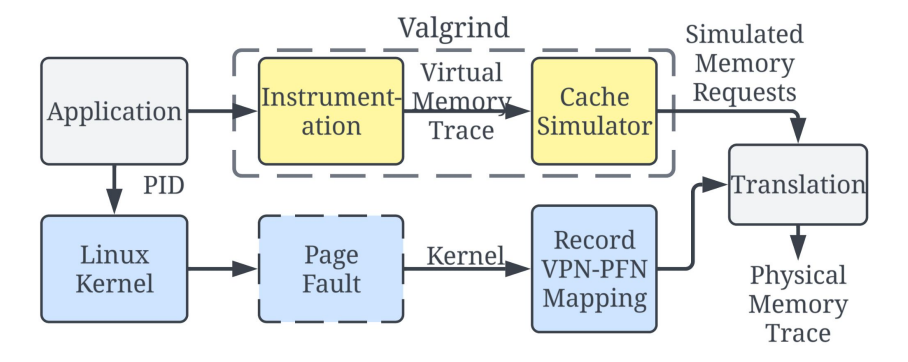 Valgrind
Application
Instrument-
ation
Virtual
Memory
Trace
Cache
Simulator
Simulated
Memory
Requests
PID
Translation
Linux
Kernel
Page
Fault
Kernel
Record
VPN-PFN
Mapping
Physical
Memory
Trace